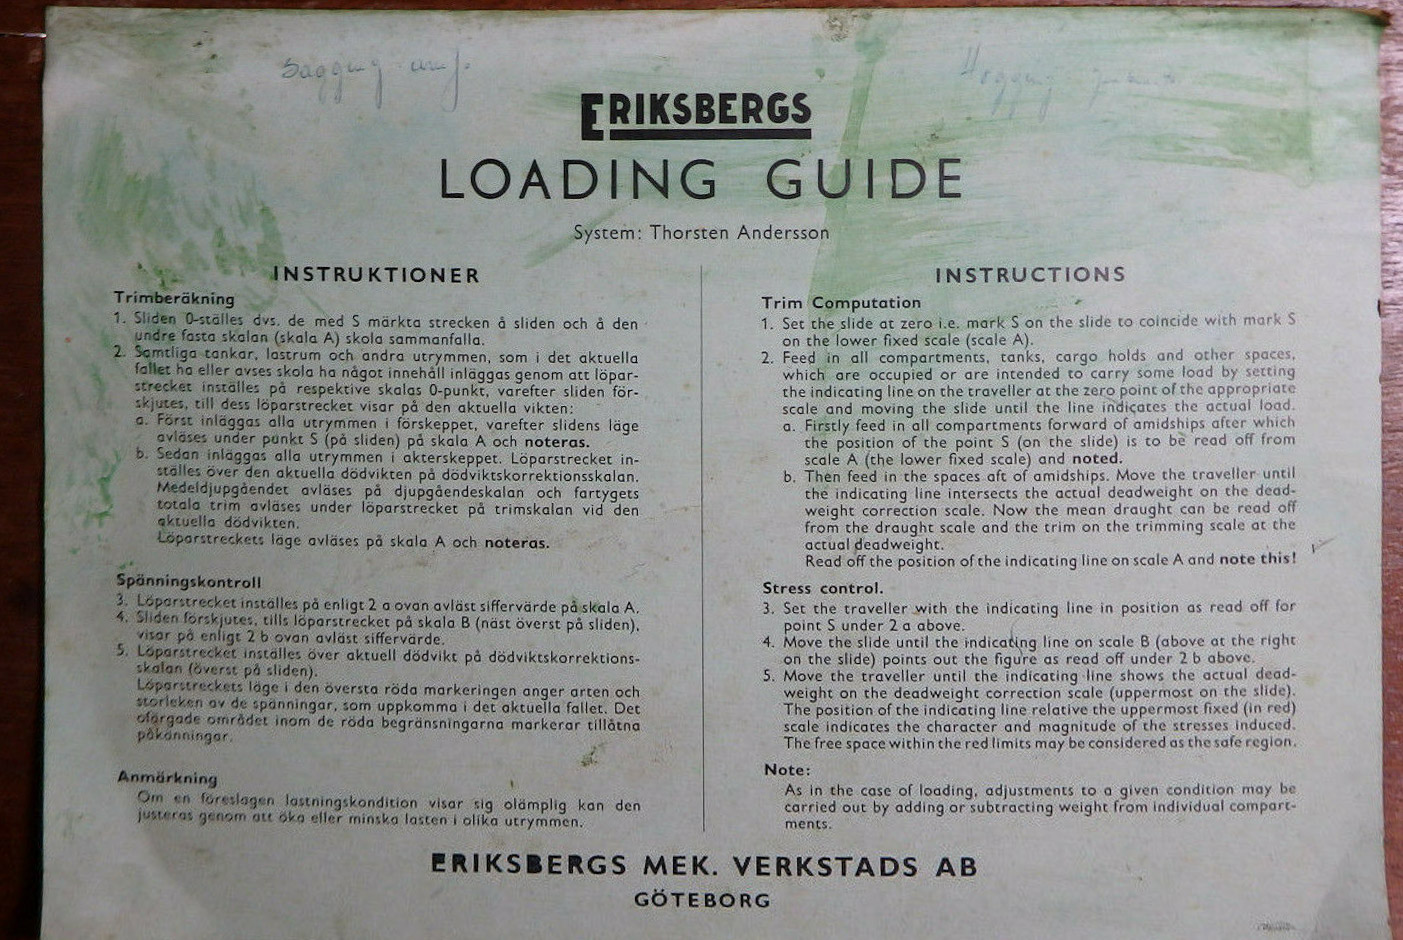 Sagging
Hogging
ERIKSBERGS
LOADING GUIDE
System: Thorsten Andersson
INSTRUKTIONER
Trimberäkning
1. Sliden 0-ställes dvs. de med S märkta strecken å sliden och å den
undre fasta skalan (skala A) skola sammanfalla.
2. Samtliga tankar, lastrum och andra utrymmen, som i det aktuella
fallet ha eller avses skola ha något innehåll inläggas genom att löpar-
strecket inställes på respektive skalas 0-punkt, varefter sliden för-
skjutes, till dess löparstrecket visar på den aktuella vikten:
a. Först inläggas alla utrymmen i förskeppet, varefter slidens läge
avläses under punkt S (på sliden) på skala A och noteras.
b. Sedan inläggas alla utrymmen i akterskeppet. Löparstrecket in-
ställes över den aktuella dödvikten på dödviktskorrektionsskalan.
Medeldjupgåendet avläses på djupgåendeskalan och fartygets
totala trim avläses under löparstrecket på trimskalan vid den
aktuella dödvikten.
Löparstreckets läge avläses på skala A och noteras.
Spänningskontroll
3. Löparstrecket inställes på enligt 2 a ovan avläst siffervärde på skala A.
4. Sliden förskjutes, tills löparstrecket på skala B (näst överst på sliden),
visar på enligt 2 b ovan avläst siffervärde.
5. Löparstrecket inställes över aktuell dödvikt på dödviktskorrektions-
skalan (överst på sliden).
Löparstreckets läge i den översta röda markeringen anger arten och
storleken av de spänningar, som uppkomma i det aktuella fallet. Det
ofärgade området inom de röda begränsningarna markerar tillåtna
påkänningar.
Anmärkning
Om en föreslagen lastningskondition visar sig olämplig kan den
justeras genom att öka eller minska lasten i olika utrymmen.
INSTRUCTIONS
Trim Computation
1. Set the slide at zero i.e. mark S on the slide to coincide with mark S
on the lower fixed scale (scale A).
2. Feed in all compartments, tanks, cargo holds and other spaces,
which are occupied or are intended to carry some load by setting
the indicating line on the traveller at the zero point of the appropriate
scale and moving the slide until the line indicates the actual load.
a. Firstly feed in all compartments forward of amidships after which
the position of the point S (on the slide) is to be read off from
scale A (the lower fixed scale) and noted.
b. Then feed in the spaces aft of amidships. Move the traveller until
the indicating line intersects the actual deadweight on the dead-
weight correction scale. Now the mean draught can be read off
from the draught scale and the trim on the trimming scale at the
actual deadweight.
Read off the position of the indicating line on scale A and note this!
Stress control.
3. Set the traveller with the indicating line in position as read off for
point S under 2 a above.
4. Move the slide until the indicating line on scale B (above at the right
on the slide) points out the figure as read off under 2 b above.
5. Move the traveller until the indicating line shows the actual dead-
weight on the deadweight correction scale (uppermost on the slide).
The position of the indicating line relative the uppermost fixed (in red)
scale indicates the character and magnitude of the stresses induced.
The free space within the red limits may be considered as the safe region.
Note:
As in the case of loading, adjustments to a given condition may be
carried out by adding or subtracting weight from individual compart-
ments.
ERIKSBERGS MEK. VERKSTADS AB
GÖTEBORG